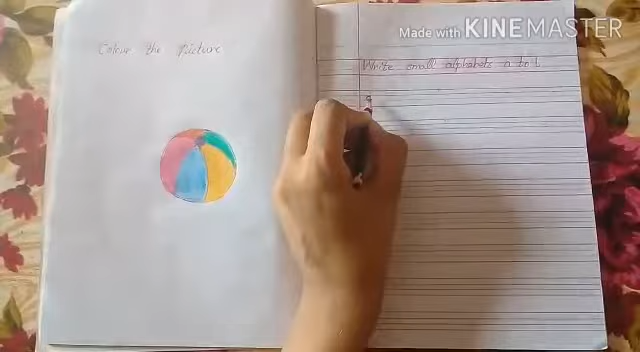 Made with KINEMASTER
Colour the Picture
Write small alphabets a to l
a